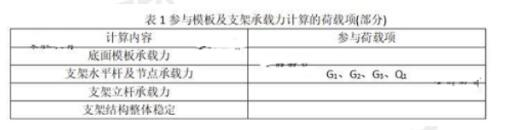 表1参与模板及支架承载力计算的荷载项(部分)
计算内容 参与荷载项
底面模板承载力
支架水平杆及节点承载力 G₁、G₂、G₃、Q₁
支架立杆承载力
支架结构整体稳定